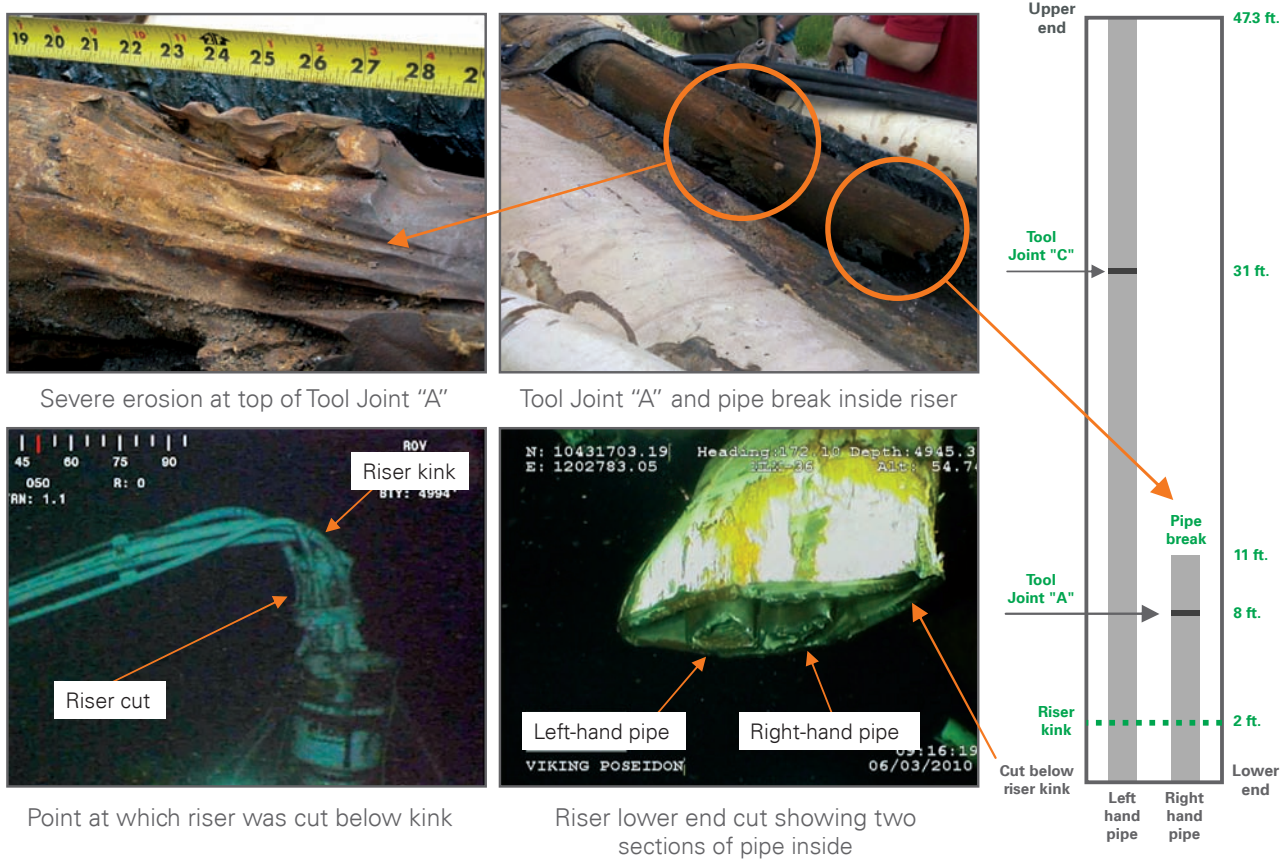 19 20 21 22 23 24 25 26 27 28
Severe erosion at top of Tool Joint “A”
Tool Joint “A” and pipe break inside riser
45 60 75 90
050 R: 0
ROV
Riser kink
Riser cut
Point at which riser was cut below kink
N: 10431703.19 Heading:172.10 Depth:4945.3
E: 1202783.05
Left-hand pipe
Right-hand pipe
09:16:19
VIKING POSEIDON
06/03/2010
Riser lower end cut showing two
sections of pipe inside
Upper
end
47.3 ft.
Tool
Joint "C"
31 ft.
Pipe
break
11 ft.
Tool
Joint "A"
8 ft.
Riser
kink
2 ft.
Cut below
riser kink
Lower
end
Left
hand
pipe
Right
hand
pipe